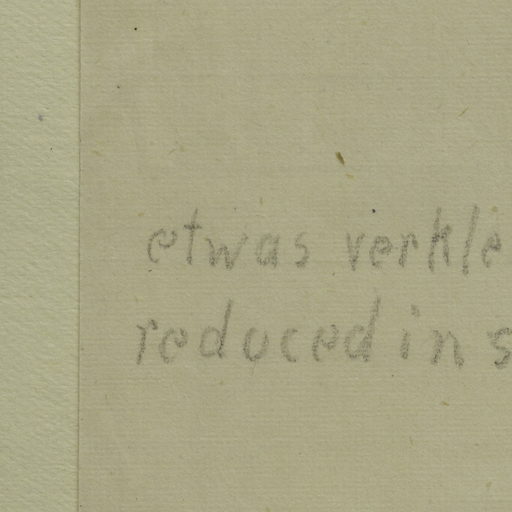 etwas verkle
reduced in s